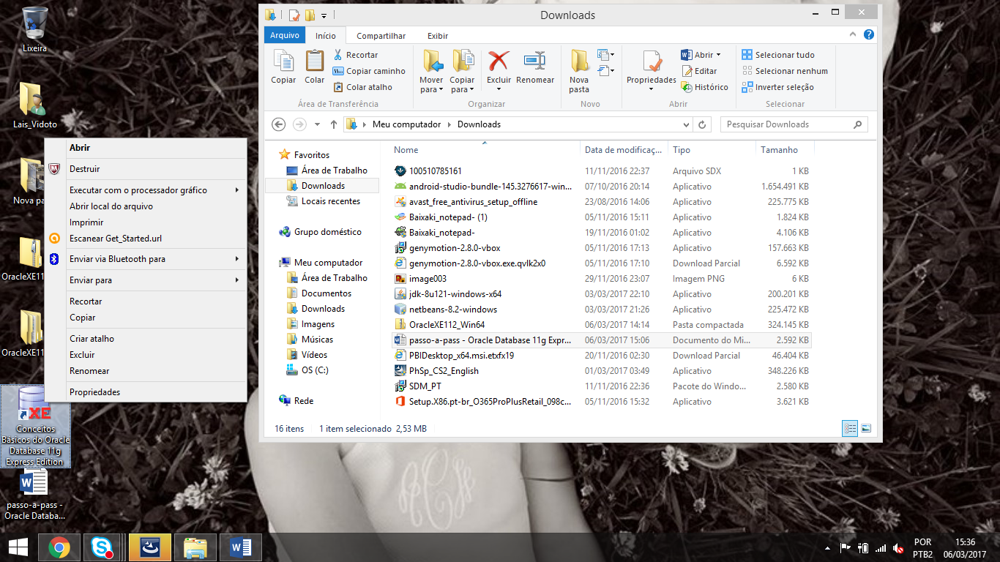 Lixeira
Lais_Vidoto
Nova pa
OracleXE11
OracleXE11
XE
Conceitos
Basicos do Oracle
Database 11g
Express Edition
passo-a-pass -
Oracle Databa...
Abrir
Destruir
Executar com o processador gráfico
Abrir local do arquivo
Imprimir
Escanear Get_Started.url
Enviar via Bluetooth para
Enviar para
Recortar
Copiar
Criar atalho
Excluir
Renomear
Propriedades
Downloads
Arquivo Início Compartilhar Exibir
Copiar
Colar
Recortar
Copiar caminho
Colar atalho
Área de Transferência
Mover
para
Copiar
para
Excluir
Renomear
Organizar
Nova
pasta
Novo
Propriedades
Abrir
Editar
Histórico
Abrir
Selecionar tudo
Selecionar nenhum
Inverter seleção
Selecionar
Meu computador Downloads
Pesquisar Downloads
Favoritos
Área de Trabalho
Downloads
Locais recentes
Grupo doméstico
Meu computador
Área de Trabalho
Documentos
Downloads
Imagens
Músicas
Vídeos
OS (C:)
Rede
Nome Data de modificaç... Tipo Tamanho
100510785161 11/11/2016 22:37 Arquivo SDX 1 KB
android-studio-bundle-145.3276617-win... 07/10/2016 20:14 Aplicativo 1.654.491 KB
avast_free_antivirus_setup_offline 23/08/2016 14:06 Aplicativo 225.775 KB
Baixaki_notepad- (1) 05/11/2016 15:11 Aplicativo 1.824 KB
Baixaki_notepad- 19/11/2016 01:02 Aplicativo 4.106 KB
genymotion-2.8.0-vbox 05/11/2016 17:13 Aplicativo 157.663 KB
genymotion-2.8.0-vbox.exe.qvlk2x0 05/11/2016 17:10 Download Parcial 6.592 KB
image003 29/11/2016 23:07 Imagem PNG 6 KB
jdk-8u121-windows-x64 03/03/2017 22:10 Aplicativo 200.201 KB
netbeans-8.2-windows 03/03/2017 21:26 Aplicativo 225.472 KB
OracleXE112_Win64 06/03/2017 14:14 Pasta compactada 324.145 KB
passo-a-pass - Oracle Database 11g Expr... 06/03/2017 15:06 Documento do Mi... 2.592 KB
PBIDesktop_x64.msi.etxfx19 20/11/2016 02:30 Download Parcial 46.404 KB
PhSp_CS2_English 01/03/2017 03:49 Aplicativo 348.226 KB
SDM_PT 11/11/2016 22:36 Pacote do Windo... 2.580 KB
Setup.X86.pt-br_O365ProPlusRetail_098c... 05/11/2016 15:32 Aplicativo 3.621 KB
16 itens 1 item selecionado 2,53 MB
POR
PTB2
15:36
06/03/2017